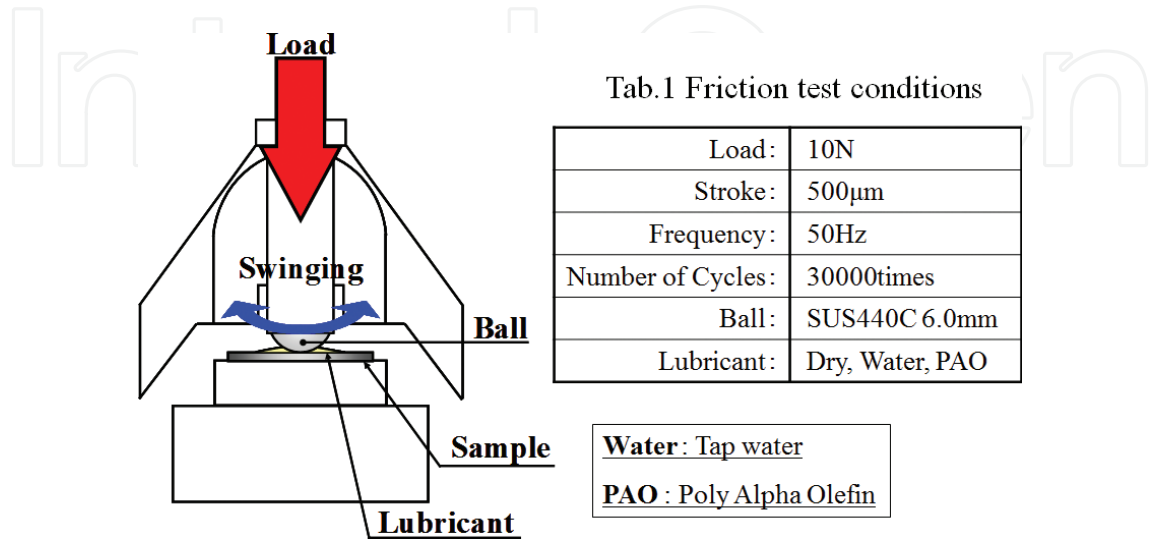 Load
Swinging
Ball
Sample
Lubricant
Tab.1 Friction test conditions
Load: 10N
Stroke: 500μm
Frequency: 50Hz
Number of Cycles: 30000times
Ball: SUS440C 6.0mm
Lubricant: Dry, Water, PAO
Water : Tap water
PAO : Poly Alpha Olefin